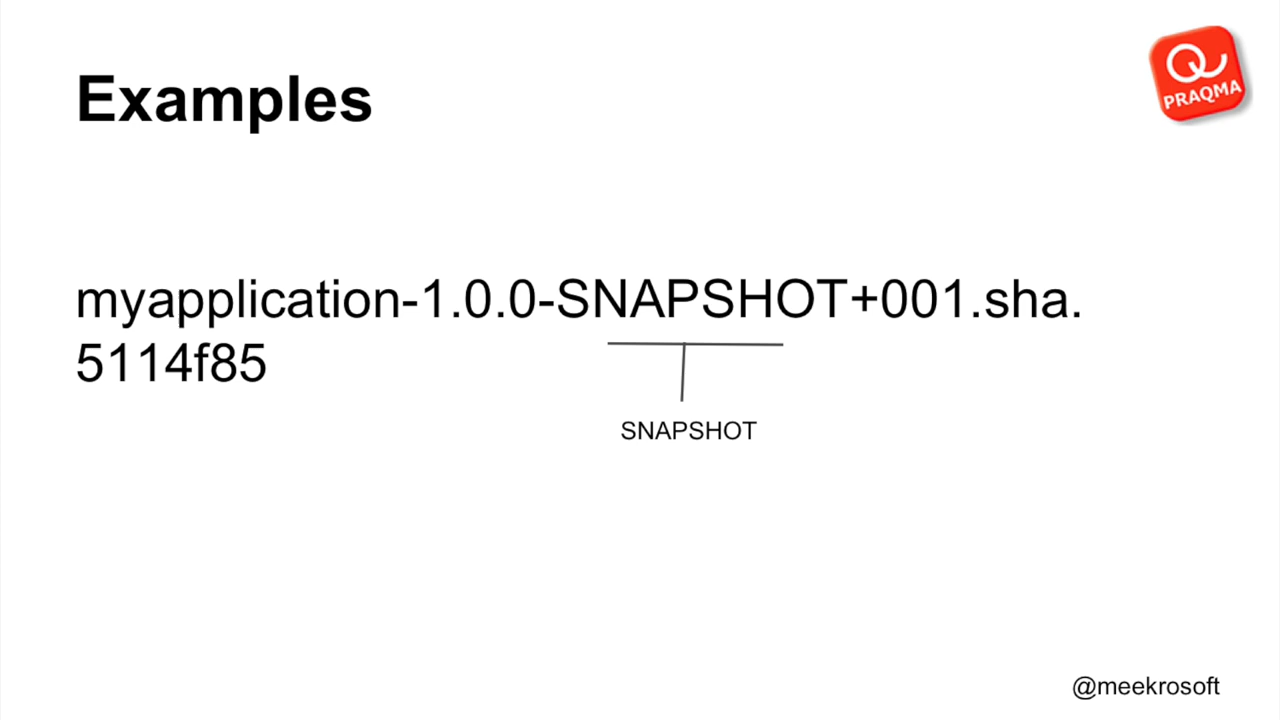 Examples
PRAQMA
myapplication-1.0.0-SNAPSHOT+001.sha.
5114f85
SNAPSHOT
@meekrosoft